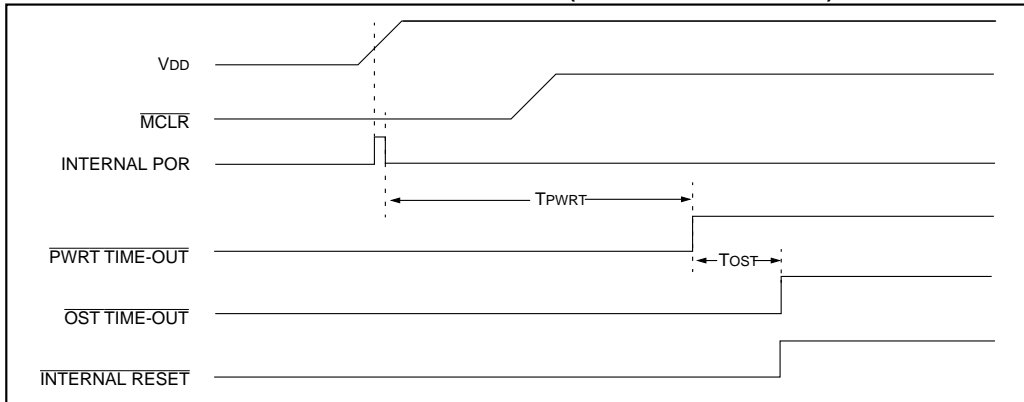 VDD
MCLR
INTERNAL POR
TPWRT
PWRT TIME-OUT
TOST
OST TIME-OUT
INTERNAL RESET